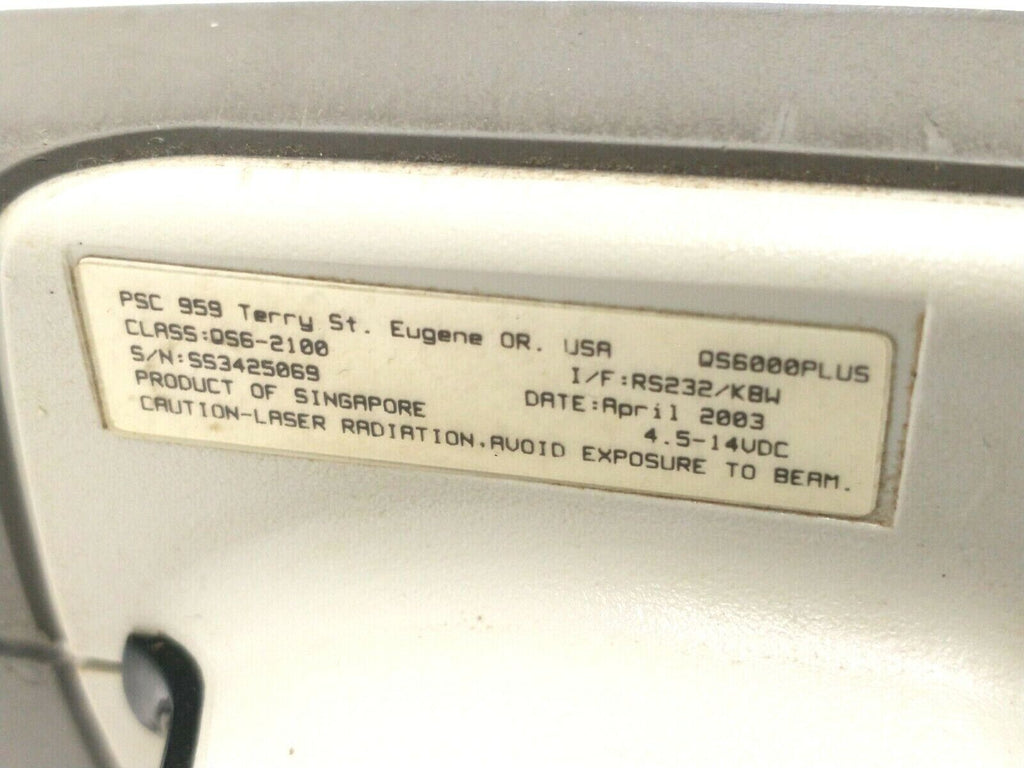 PSC 959 Terry St. Eugene OR. USA QS6000PLUS
CLASS:QS6-2100 I/F:RS232/KBW
S/N:SS3425069 DATE:April 2003
PRODUCT OF SINGAPORE 4.5-14VDC
CAUTION-LASER RADIATION.AVOID EXPOSURE TO BEAM.